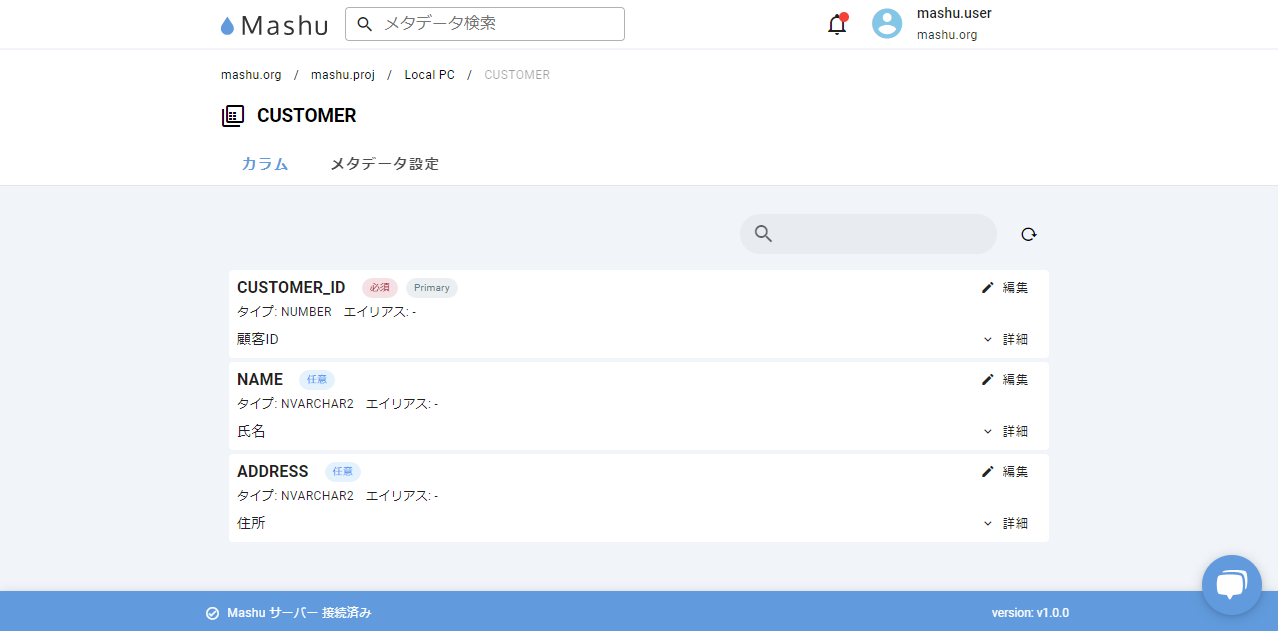 Mashu
メタデータ検索
mashu.user
mashu.org
mashu.org / mashu.proj / Local PC / CUSTOMER
CUSTOMER
カラム メタデータ設定
CUSTOMER_ID 必須 Primary 編集
タイプ: NUMBER エイリアス: -
顧客ID 詳細
NAME 任意 編集
タイプ: NVARCHAR2 エイリアス: -
氏名 詳細
ADDRESS 任意 編集
タイプ: NVARCHAR2 エイリアス: -
住所 詳細
Mashu サーバー 接続済み version: v1.0.0